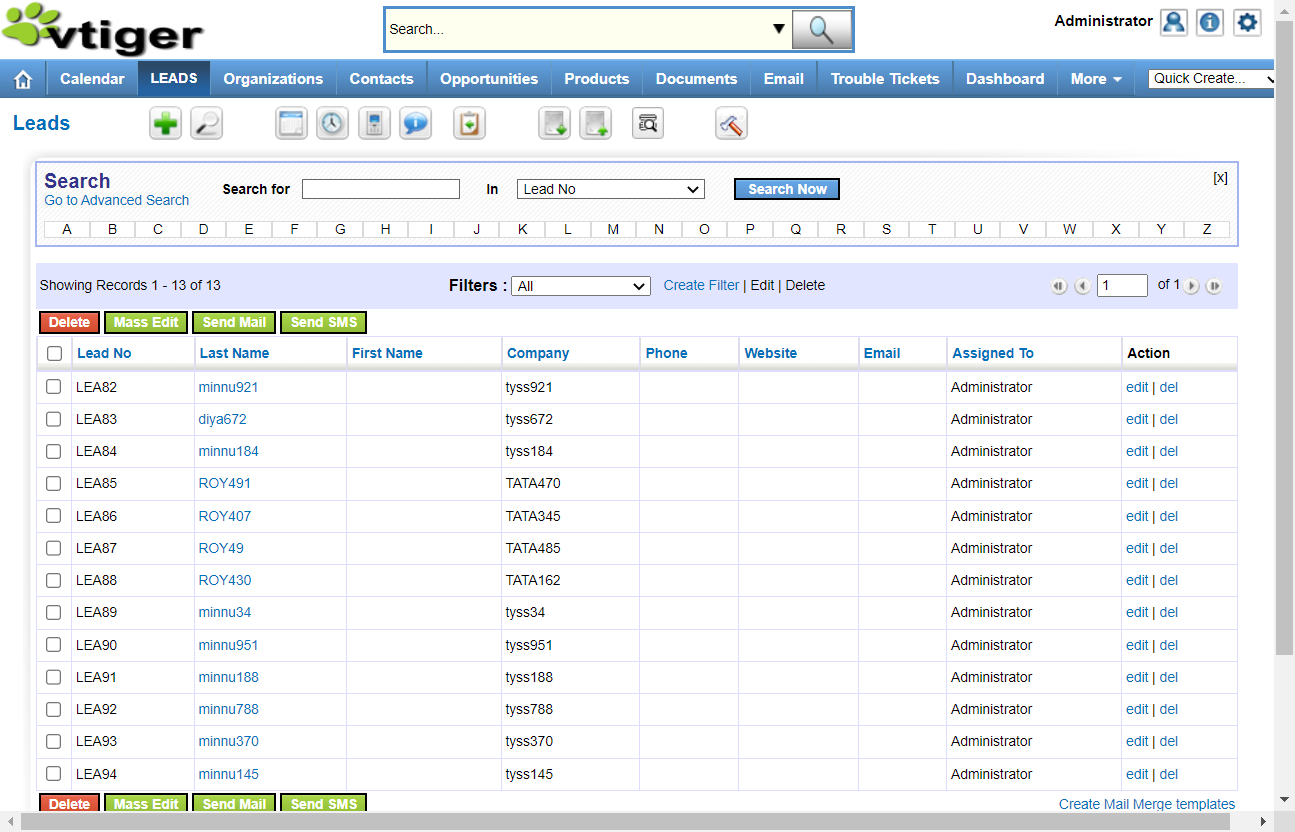 vtiger
Search...
Administrator
Calendar LEADS Organizations Contacts Opportunities Products Documents Email Trouble Tickets Dashboard More Quick Create...
Leads
Search
Go to Advanced Search
Search for In Lead No Search Now [x]
A B C D E F G H I J K L M N O P Q R S T U V W X Y Z
Showing Records 1 - 13 of 13 Filters : All Create Filter | Edit | Delete 1 of 1
Delete Mass Edit Send Mail Send SMS
Lead No Last Name First Name Company Phone Website Email Assigned To Action
LEA82 minnu921 tyss921 Administrator edit | del
LEA83 diya672 tyss672 Administrator edit | del
LEA84 minnu184 tyss184 Administrator edit | del
LEA85 ROY491 TATA470 Administrator edit | del
LEA86 ROY407 TATA345 Administrator edit | del
LEA87 ROY49 TATA485 Administrator edit | del
LEA88 ROY430 TATA162 Administrator edit | del
LEA89 minnu34 tyss34 Administrator edit | del
LEA90 minnu951 tyss951 Administrator edit | del
LEA91 minnu188 tyss188 Administrator edit | del
LEA92 minnu788 tyss788 Administrator edit | del
LEA93 minnu370 tyss370 Administrator edit | del
LEA94 minnu145 tyss145 Administrator edit | del
Delete Mass Edit Send Mail Send SMS Create Mail Merge templates